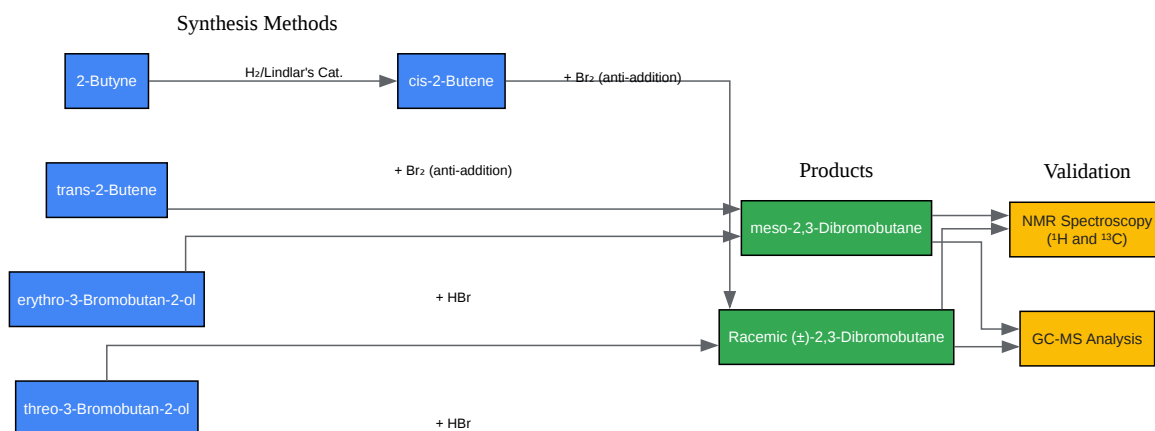 Synthesis Methods
2-Butyne
H₂/Lindlar's Cat.
cis-2-Butene
+ Br₂ (anti-addition)
trans-2-Butene
+ Br₂ (anti-addition)
Products
Validation
meso-2,3-Dibromobutane
NMR Spectroscopy
(¹H and ¹³C)
erythro-3-Bromobutan-2-ol
+ HBr
Racemic (±)-2,3-Dibromobutane
GC-MS Analysis
threo-3-Bromobutan-2-ol
+ HBr